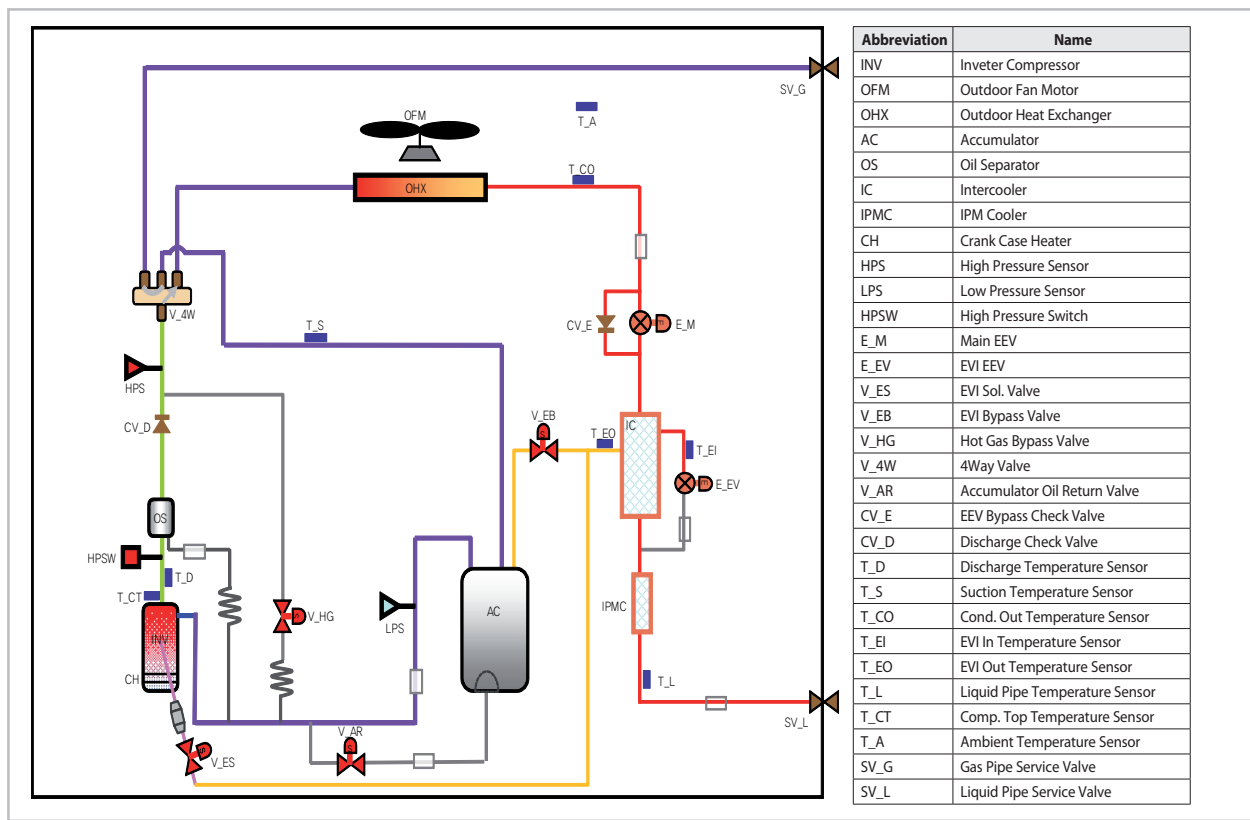 SV_G
OFM
T_A
T_CO
OHX
V_4W
T_S
CV_E
E_M
HPS
V_EB
CV_D
T_EO
IC
T_EI
E_EV
OS
HPSW
T_D
T_CT
IPMC
AC
V_HG
LPS
INV
CH
T_L
SV_L
V_AR
V_ES
S
S
S
S
E
E
Abbreviation Name
INV Inveter Compressor
OFM Outdoor Fan Motor
OHX Outdoor Heat Exchanger
AC Accumulator
OS Oil Separator
IC Intercooler
IPMC IPM Cooler
CH Crank Case Heater
HPS High Pressure Sensor
LPS Low Pressure Sensor
HPSW High Pressure Switch
E_M Main EEV
E_EV EVI EEV
V_ES EVI Sol. Valve
V_EB EVI Bypass Valve
V_HG Hot Gas Bypass Valve
V_4W 4Way Valve
V_AR Accumulator Oil Return Valve
CV_E EEV Bypass Check Valve
CV_D Discharge Check Valve
T_D Discharge Temperature Sensor
T_S Suction Temperature Sensor
T_CO Cond. Out Temperature Sensor
T_EI EVI In Temperature Sensor
T_EO EVI Out Temperature Sensor
T_L Liquid Pipe Temperature Sensor
T_CT Comp. Top Temperature Sensor
T_A Ambient Temperature Sensor
SV_G Gas Pipe Service Valve
SV_L Liquid Pipe Service Valve